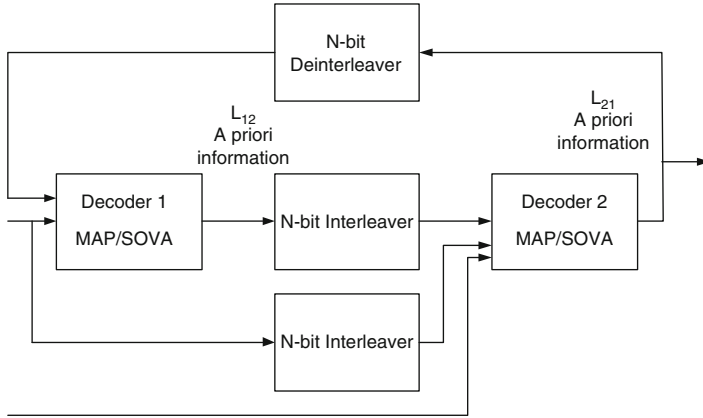 N-bit
Deinterleaver
L12
A priori
information
L21
A priori
information
Decoder 1
MAP/SOVA
N-bit Interleaver
Decoder 2
MAP/SOVA
N-bit Interleaver